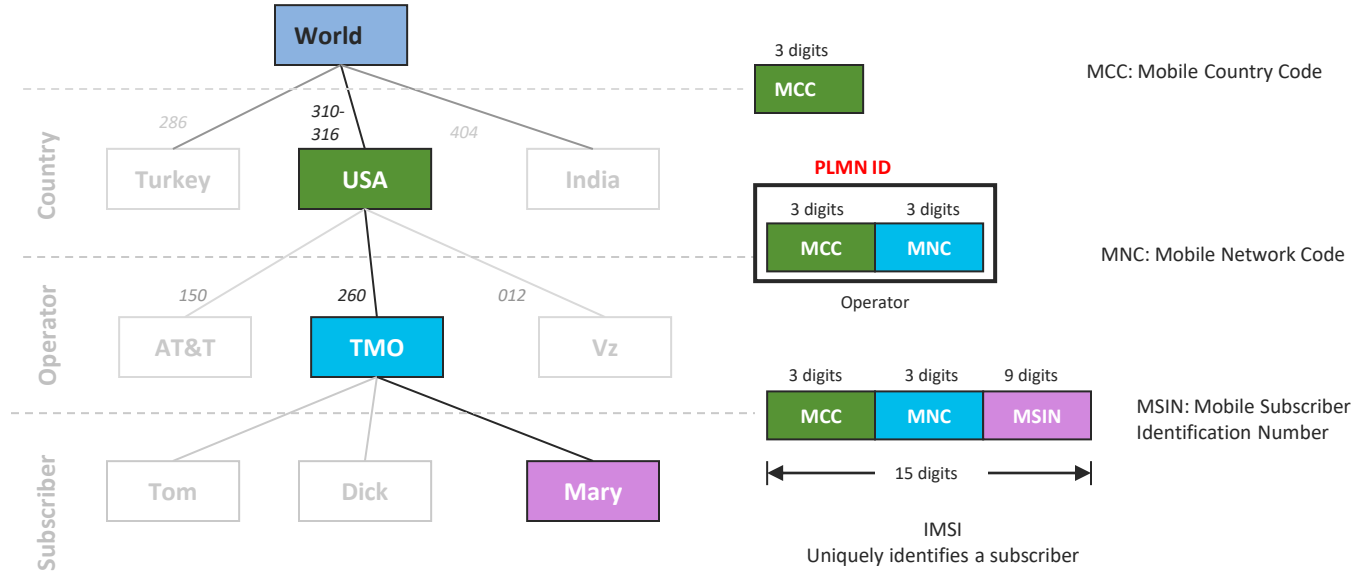 World
3 digits
MCC
MCC: Mobile Country Code
286
310-
316
404
Country
Turkey
USA
India
PLMN ID
3 digits
3 digits
MCC
MNC
MNC: Mobile Network Code
Operator
150
260
012
Operator
AT&T
TMO
Vz
3 digits
3 digits
9 digits
MCC
MNC
MSIN
MSIN: Mobile Subscriber
Identification Number
15 digits
Subscriber
Tom
Dick
Mary
IMSI
Uniquely identifies a subscriber